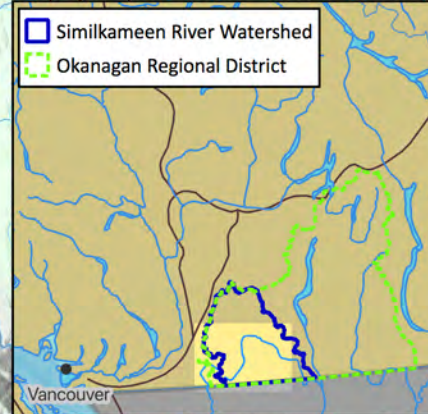 Similkameen River Watershed
Okanagan Regional District
Vancouver